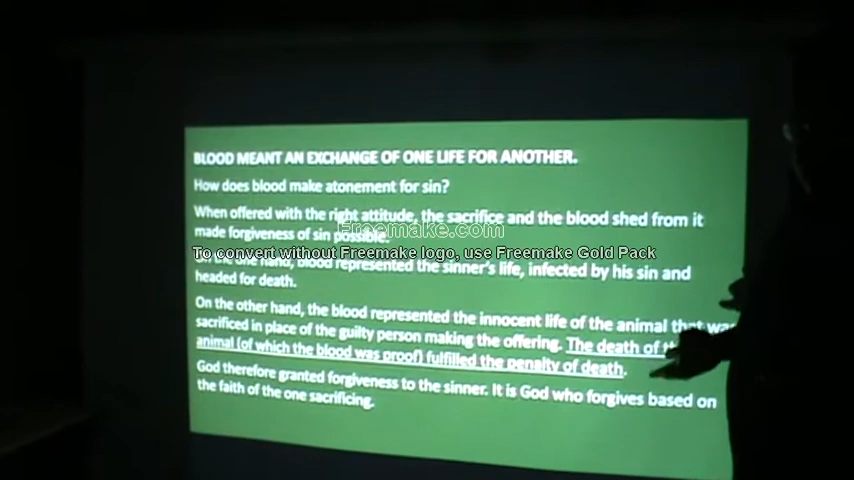 BLOOD MEANT AN EXCHANGE OF ONE LIFE FOR ANOTHER.
How does blood make atonement for sin?
When offered with the right attitude, the sacrifice and the blood shed from it
made forgiveness of sin possible.
Freemake.com
To convert without Freemake logo, use Freemake Gold Pack
the one hand, blood represented the sinner's life, infected by his sin and
headed for death.
On the other hand, the blood represented the innocent life of the animal that was
sacrificed in place of the guilty person making the offering. The death of
animal (of which the blood was proof) fulfilled the penalty of death.
God therefore granted forgiveness to the sinner. It is God who forgives based on
the faith of the one sacrificing.